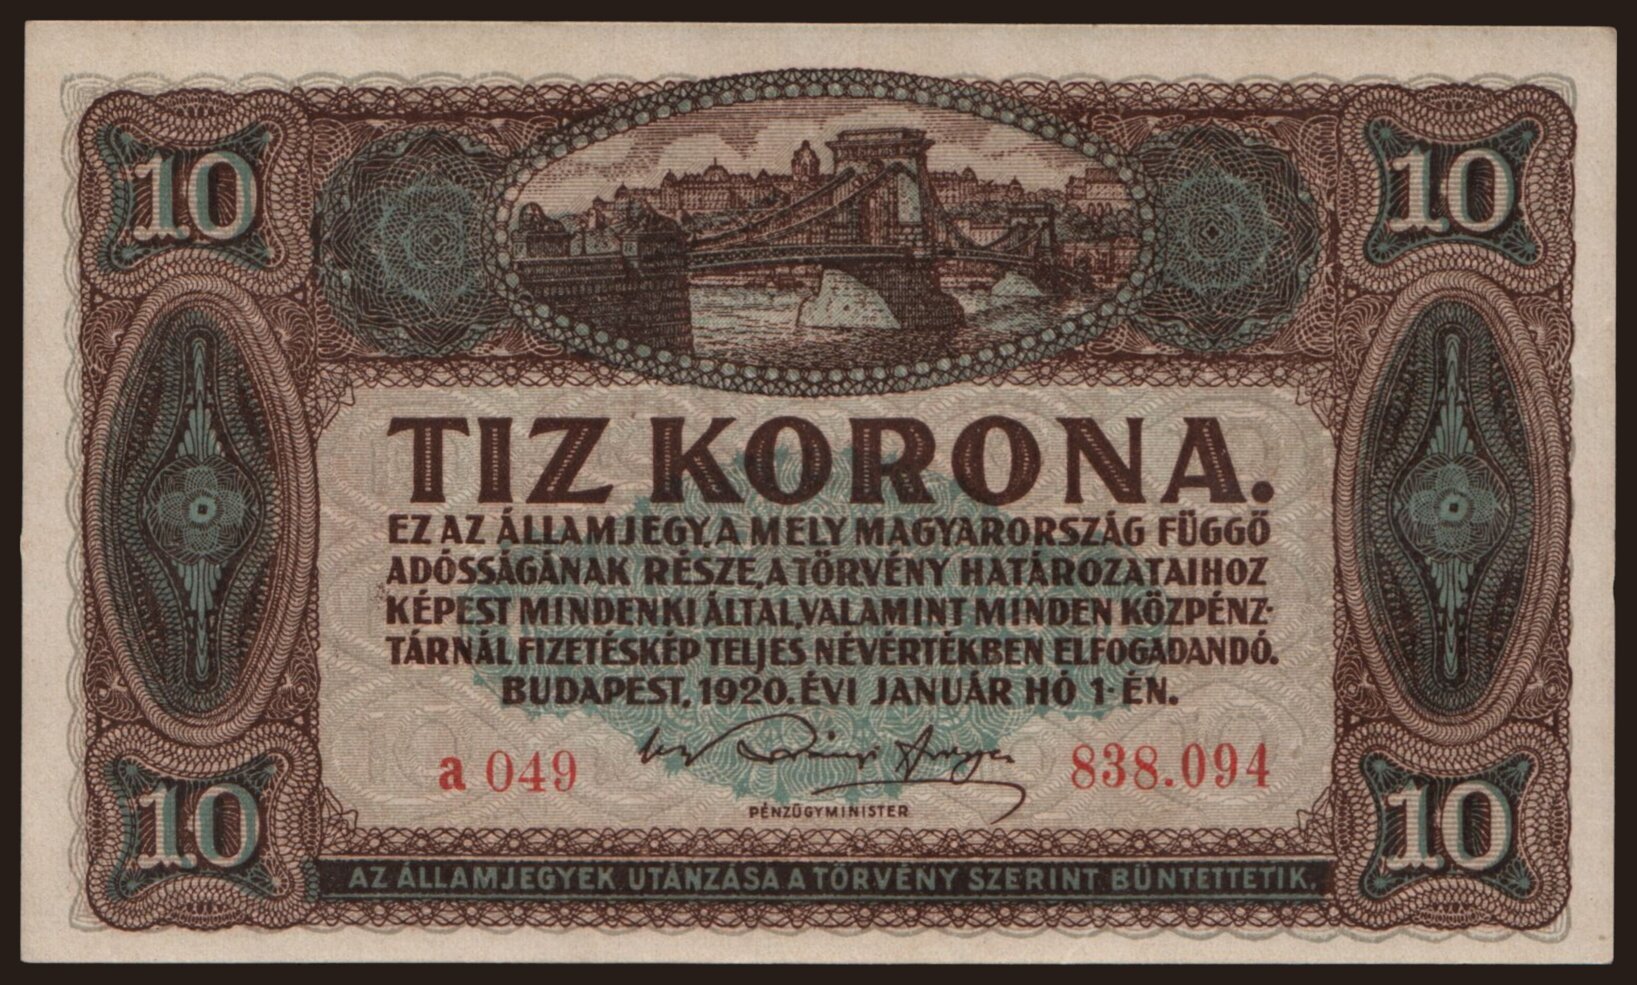 10 10
TIZ KORONA.
EZ AZ ÁLLAMJEGY, A MELY MAGYARORSZÁG FÜGGŐ
ADÓSSÁGÁNAK RÉSZE, A TÖRVÉNY HATÁROZATAIHOZ
KÉPEST MINDENKI ÁLTAL, VALAMINT MINDEN KÖZPÉNZ-
TÁRNÁL FIZETÉSKÉP TELJES NÉVÉRTÉKBEN ELFOGADANDÓ.
BUDAPEST, 1920. ÉVI JANUÁR HÓ 1-ÉN.
a 049 838.094
PÉNZÜGYMINISTER
10 10
AZ ÁLLAMJEGYEK UTÁNZÁSA A TÖRVÉNY SZERINT BÜNTETTETIK.